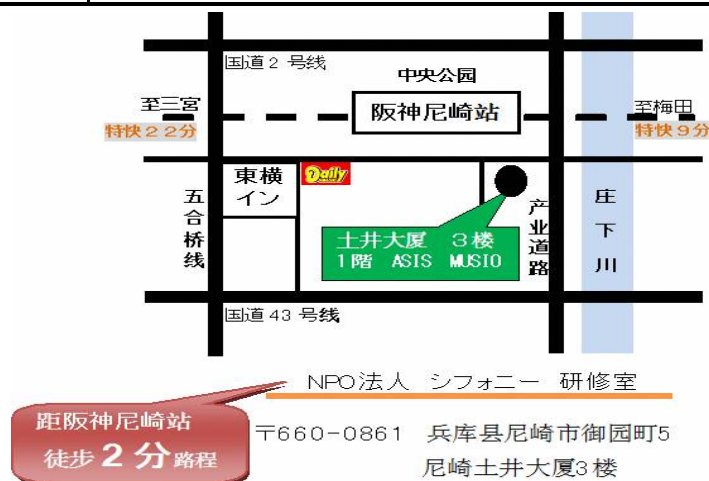 国道2 号线
中央公园
至三宮
阪神尼崎站
至梅田
特快22分
特快9分
東横
イン
Daily
五合桥线
产业道路
庄下川
土井大厦 3楼
1階 ASIS MUSIO
国道43 号线
NPO法人 シフォニー 研修室
距阪神尼崎站
徒步2分路程
〒660-0861 兵库县尼崎市御园町5
尼崎土井大厦3楼